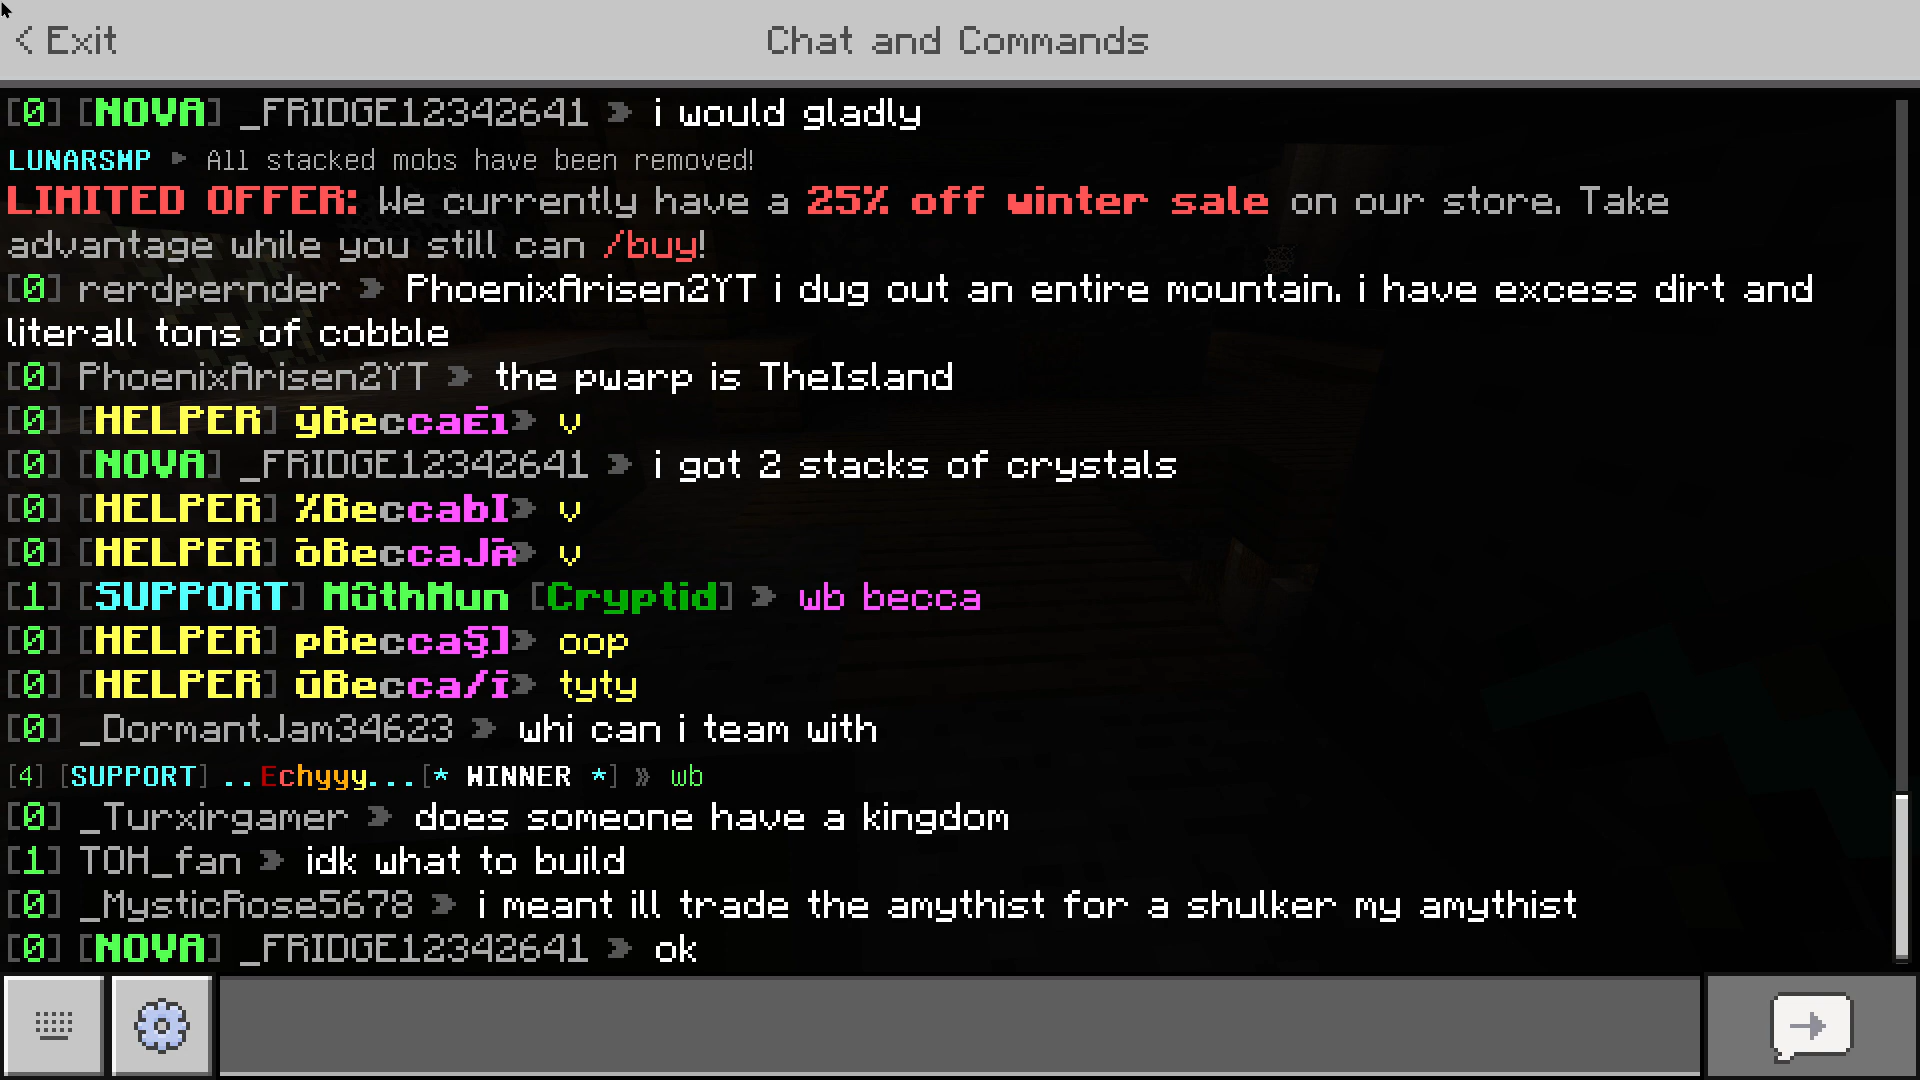 < Exit
Chat and Commands
[0] [NOVA] _FRIDGE12342641 » i would gladly
LUNARSMP ▸ All stacked mobs have been removed!
LIMITED OFFER: We currently have a 25% off winter sale on our store. Take
advantage while you still can /buy!
[0] rerdpernder » PhoenixArisen2YT i dug out an entire mountain. i have excess dirt and
literall tons of cobble
[0] PhoenixArisen2YT » the pwarp is TheIsland
[0] [HELPER] » v
[0] [NOVA] _FRIDGE12342641 » i got 2 stacks of crystals
[0] [HELPER] %BeccabI» v
[0] [HELPER] » v
[1] [SUPPORT] MûthMun [Cryptid] » wb becca
[0] [HELPER] pBecca§]» oop
[0] [HELPER] » tyty
[0] _DormantJam34623 » whi can i team with
[4] [SUPPORT] ..Echyyy...[* WINNER *] » wb
[0] _Turxirgamer » does someone have a kingdom
[1] TOH_fan » idk what to build
[0] _MysticRose5678 » i meant ill trade the amythist for a shulker my amythist
[0] [NOVA] _FRIDGE12342641 » ok